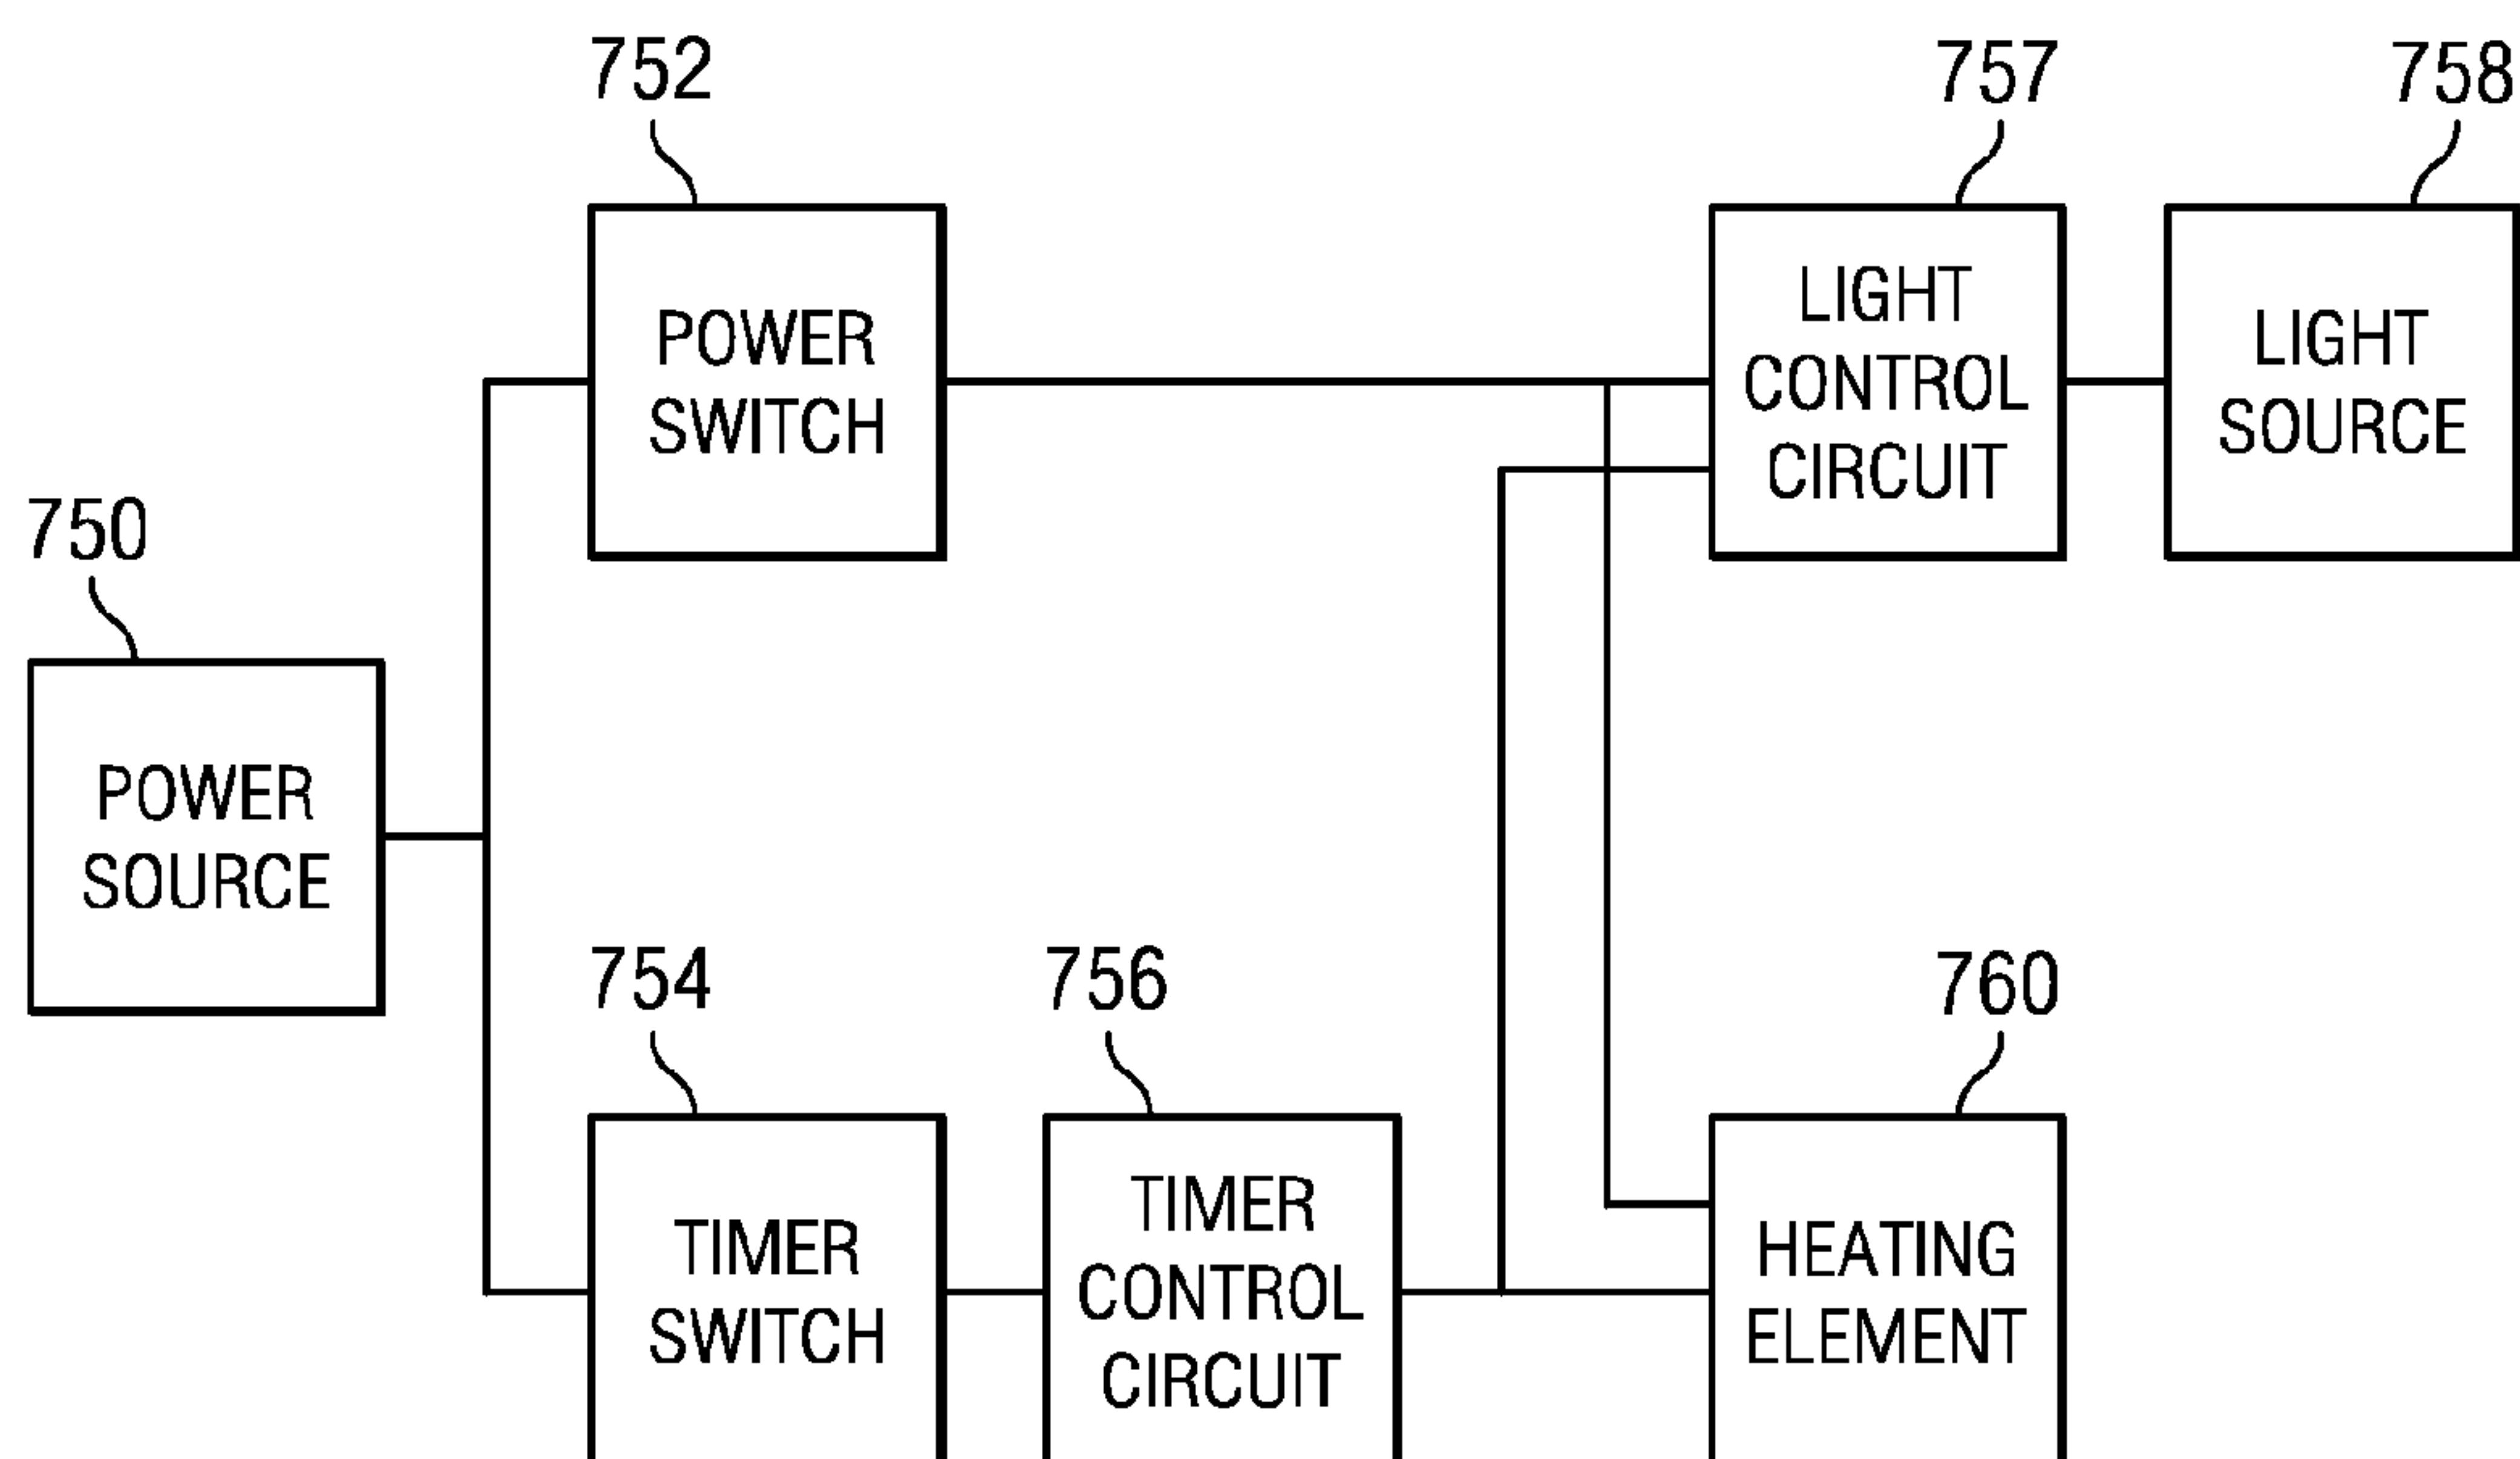 752
757
758
POWER
SWITCH
LIGHT
CONTROL
CIRCUIT
LIGHT
SOURCE
750
POWER
SOURCE
754
756
760
TIMER
SWITCH
TIMER
CONTROL
CIRCUIT
HEATING
ELEMENT